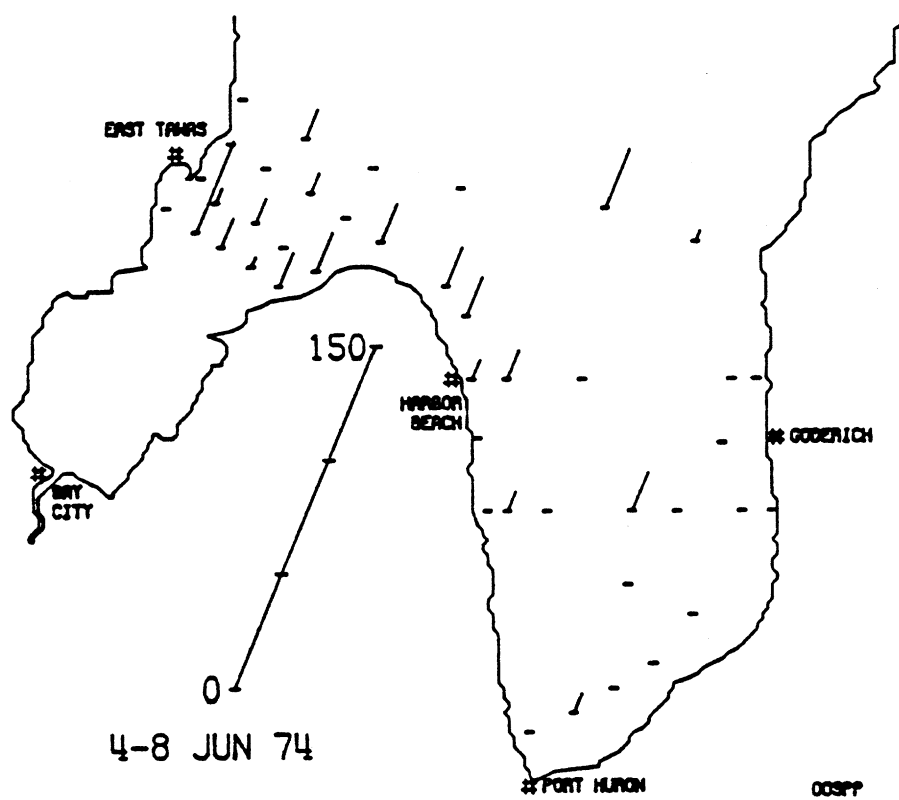 EAST TAWAS
150
HARBOR
BEACH
GODERICH
BAY
CITY
0
4-8 JUN 74
PORT HURON
OOSPP